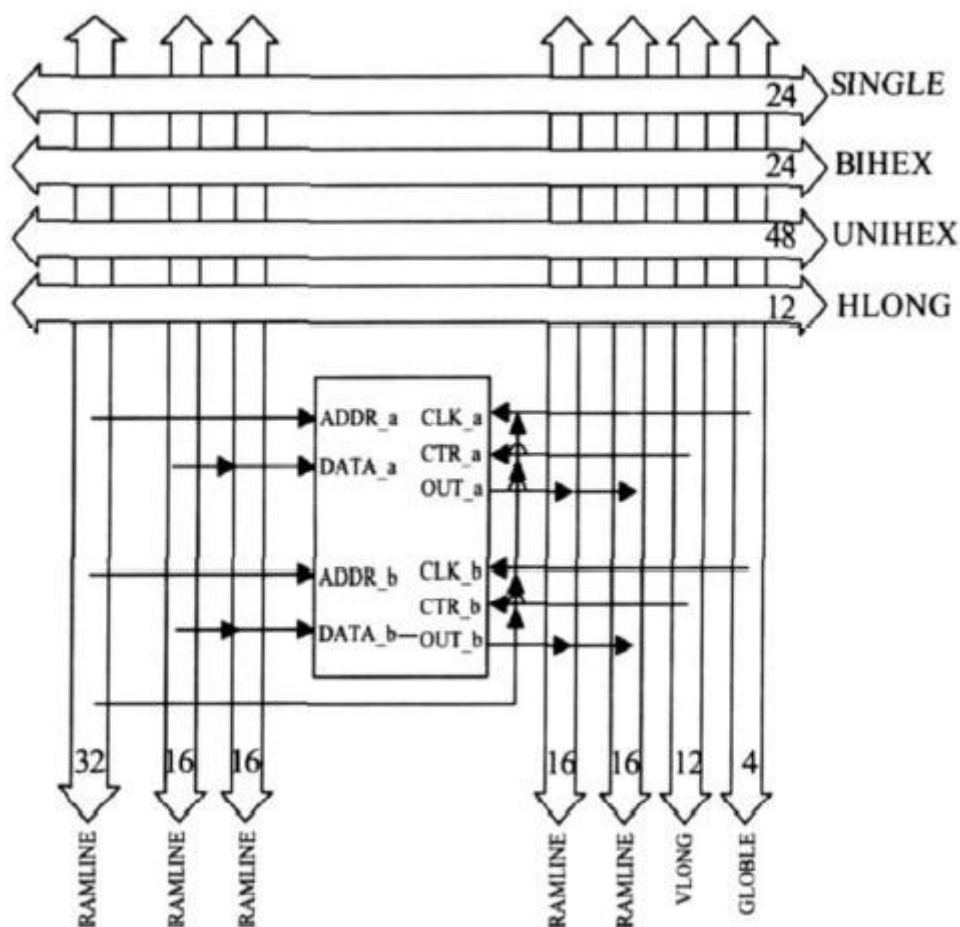 24 SINGLE
24 BIHEX
48 UNIHEX
12 HLONG
ADDR_a CLK_a
CTR_a
DATA_a
OUT_a
ADDR_b CLK_b
CTR_b
DATA_b OUT_b
32 16 16 16 16 12 4
RAMLINE RAMLINE RAMLINE RAMLINE RAMLINE VLONG GLOBLE